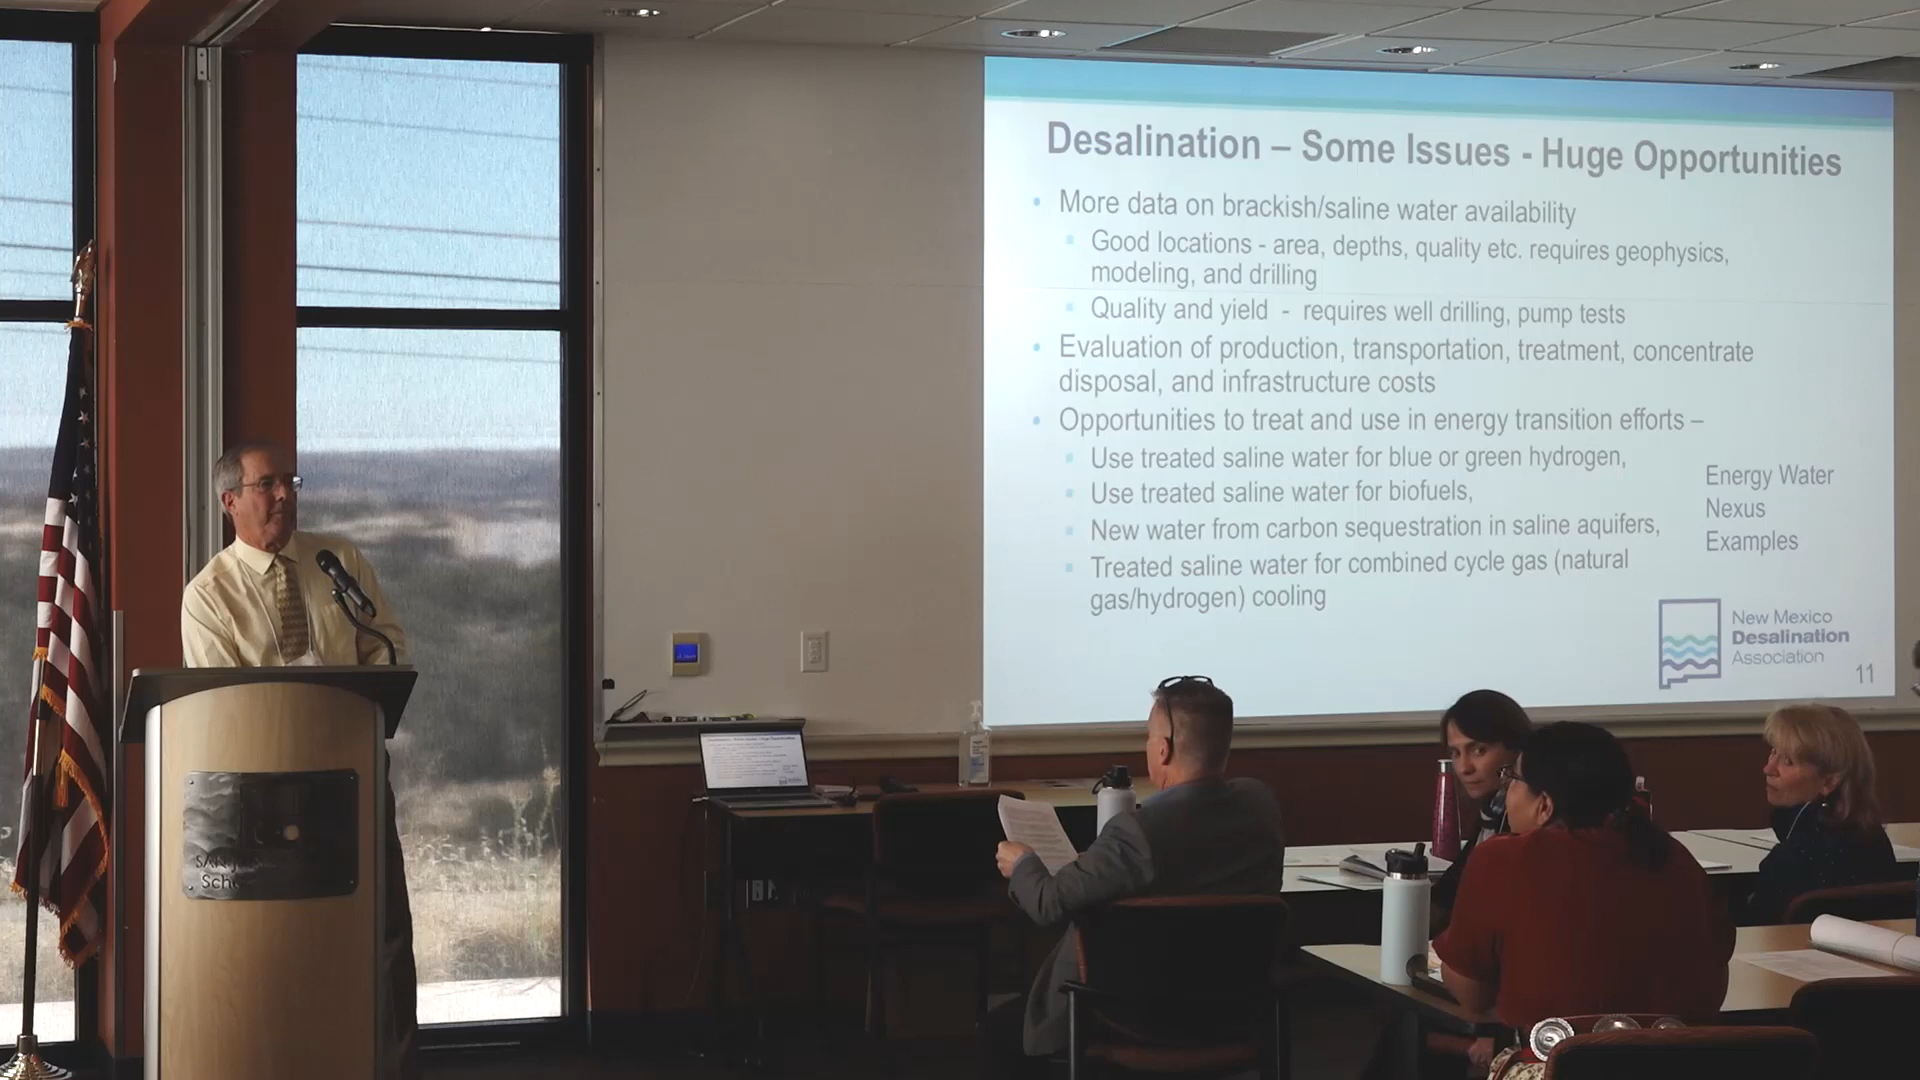 Desalination – Some Issues - Huge Opportunities
• More data on brackish/saline water availability
Good locations - area, depths, quality etc. requires geophysics,
modeling, and drilling
Quality and yield - requires well drilling, pump tests
• Evaluation of production, transportation, treatment, concentrate
disposal, and infrastructure costs
• Opportunities to treat and use in energy transition efforts –
Use treated saline water for blue or green hydrogen,
Use treated saline water for biofuels,
New water from carbon sequestration in saline aquifers,
Treated saline water for combined cycle gas (natural
gas/hydrogen) cooling
Energy Water
Nexus
Examples
New Mexico
Desalination
Association
11